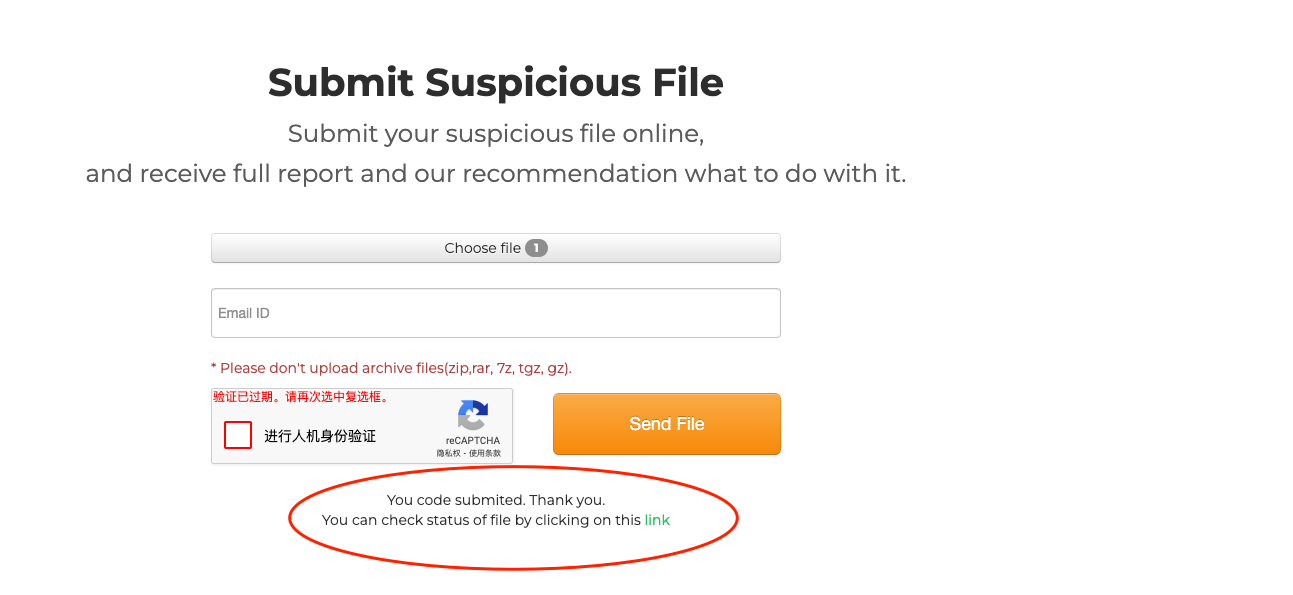 Submit Suspicious File
Submit your suspicious file online,
and receive full report and our recommendation what to do with it.
Choose file 1
Email ID
* Please don't upload archive files(zip,rar, 7z, tgz, gz).
验证已过期。请再次选中复选框。
进行人机身份验证
reCAPTCHA
隐私权 - 使用条款
Send File
You code submited. Thank you.
You can check status of file by clicking on this link